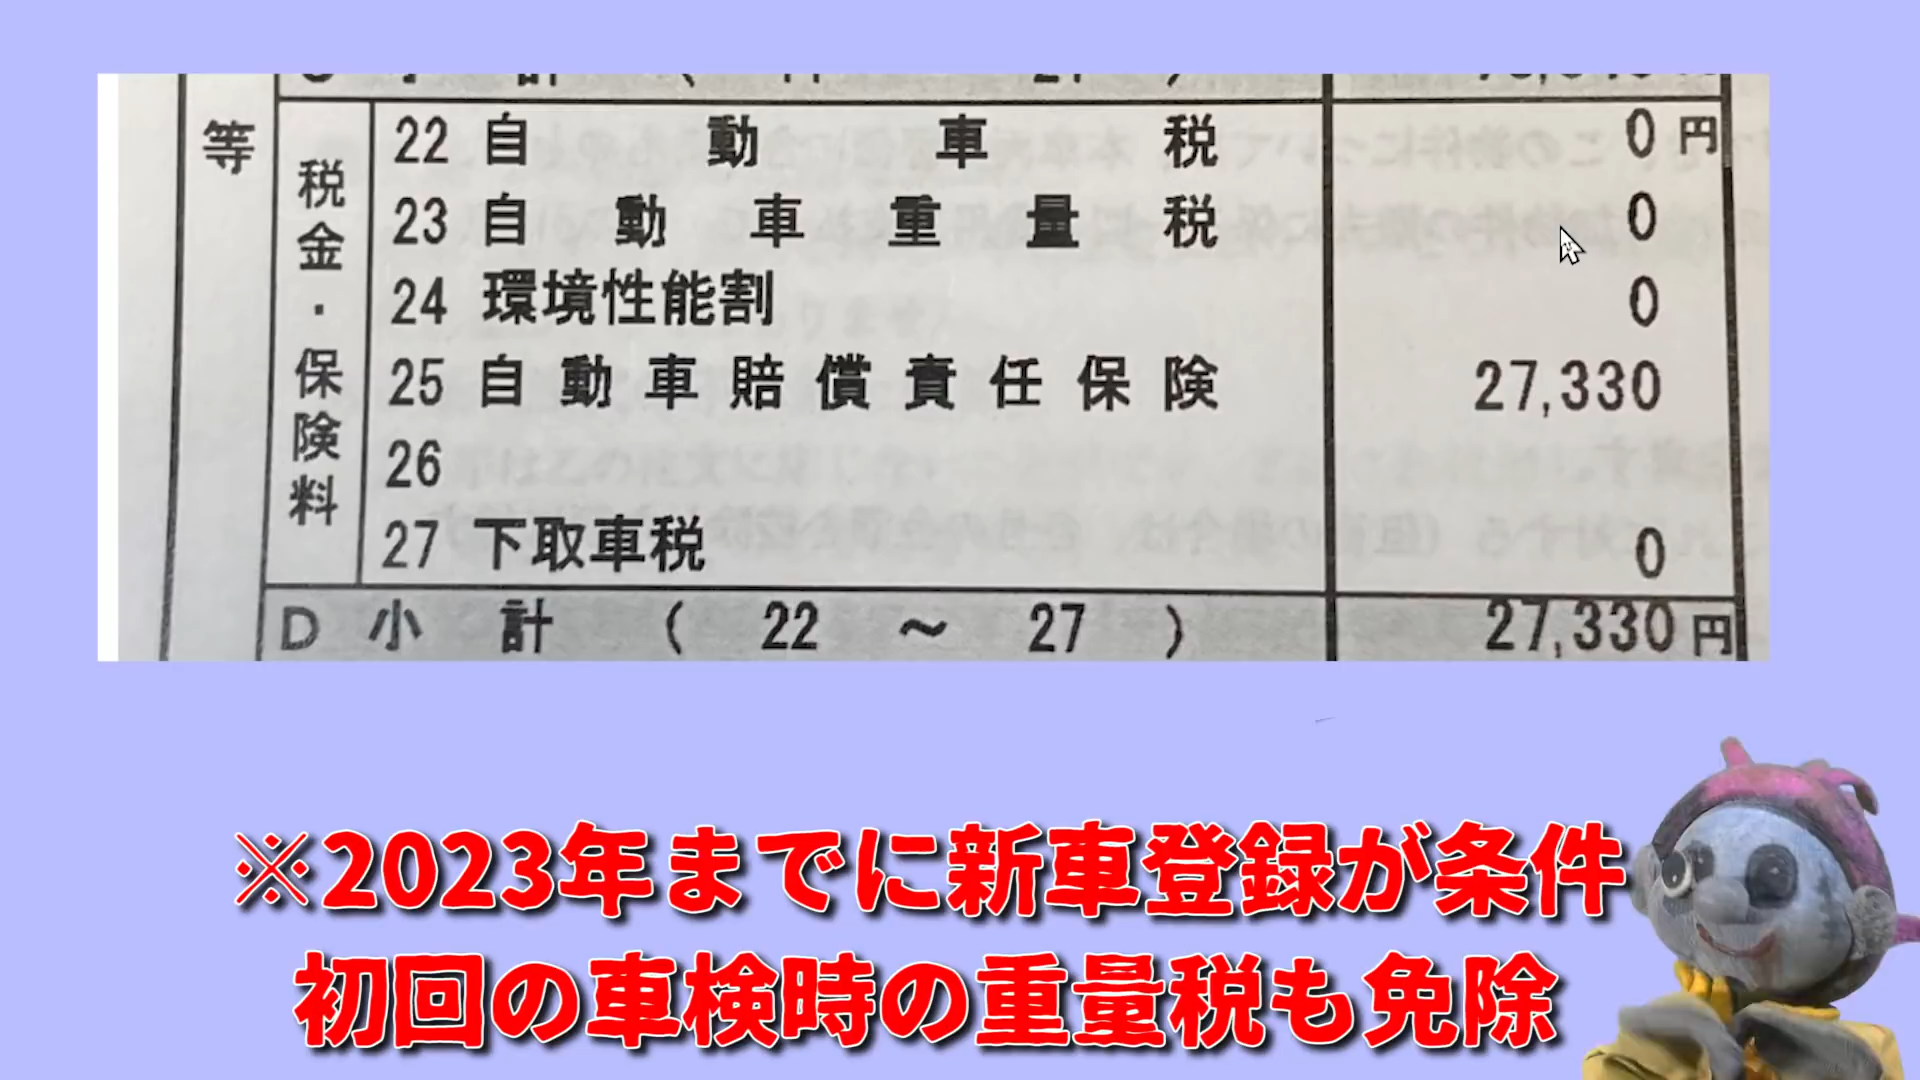 等
税金・保険料
22 自動車税 0円
23 自動車重量税 0
24 環境性能割 0
25 自動車賠償責任保険 27,330
26
27 下取車税 0
D 小計 ( 22 ～ 27 ) 27,330円
※2023年までに新車登録が条件
初回の車検時の重量税も免除